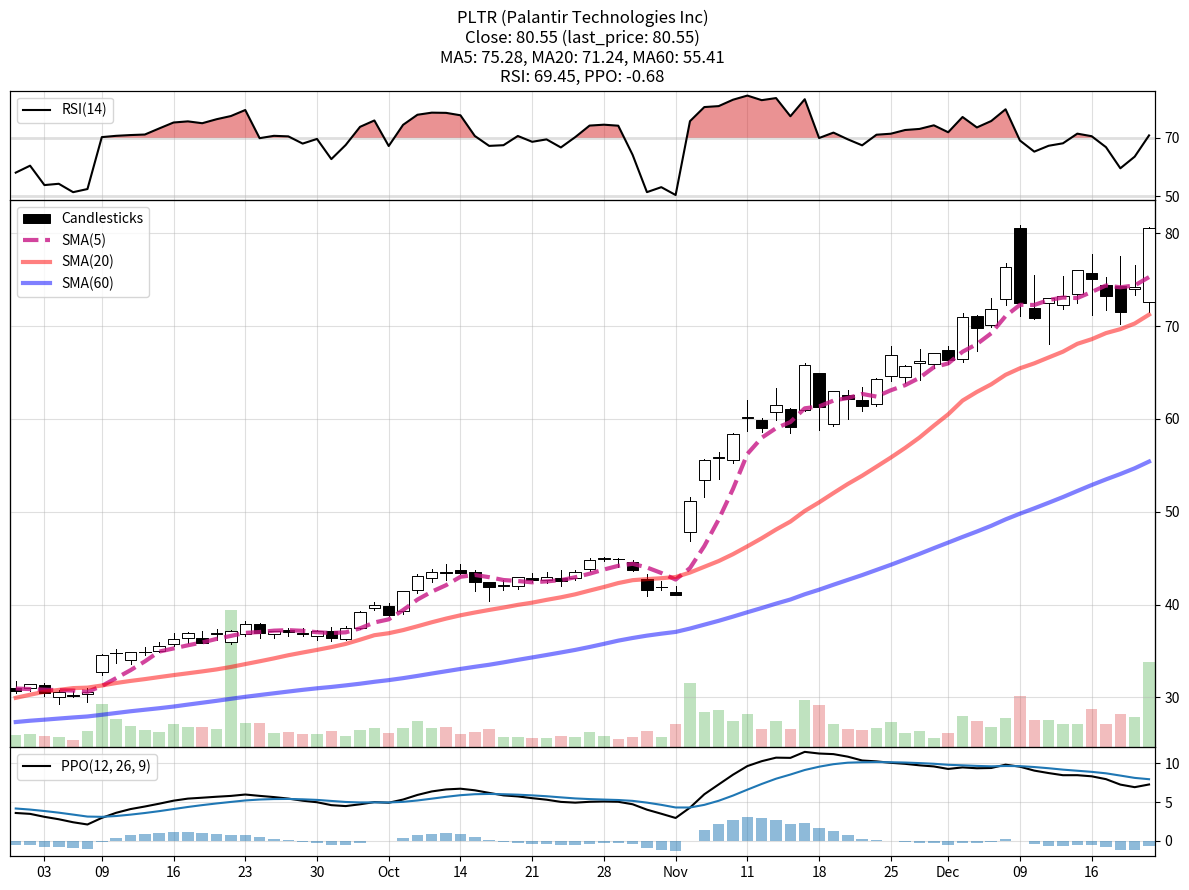 PLTR (Palantir Technologies Inc)
Close: 80.55 (last_price: 80.55)
MA5: 75.28, MA20: 71.24, MA60: 55.41
RSI: 69.45, PPO: -0.68
RSI(14)
70
50
Candlesticks
SMA(5)
SMA(20)
SMA(60)
80
70
60
50
40
30
PPO(12, 26, 9)
10
5
0
03 09 16 23 30 Oct 14 21 28 Nov 11 18 25 Dec 09 16